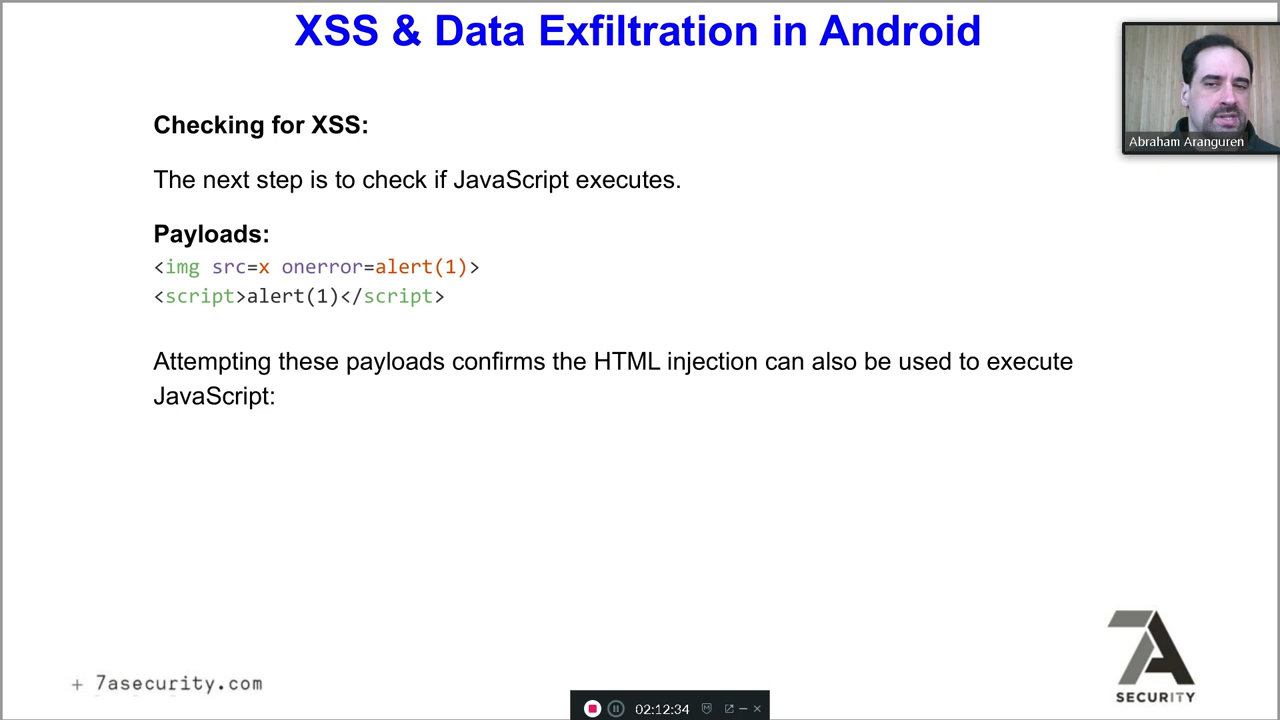 XSS & Data Exfiltration in Android
Abraham Aranguren
Checking for XSS:
The next step is to check if JavaScript executes.
Payloads:
<img src=x onerror=alert(1)>
<script>alert(1)</script>
Attempting these payloads confirms the HTML injection can also be used to execute
JavaScript:
+ 7asecurity.com
02:12:34
7A
SECURITY